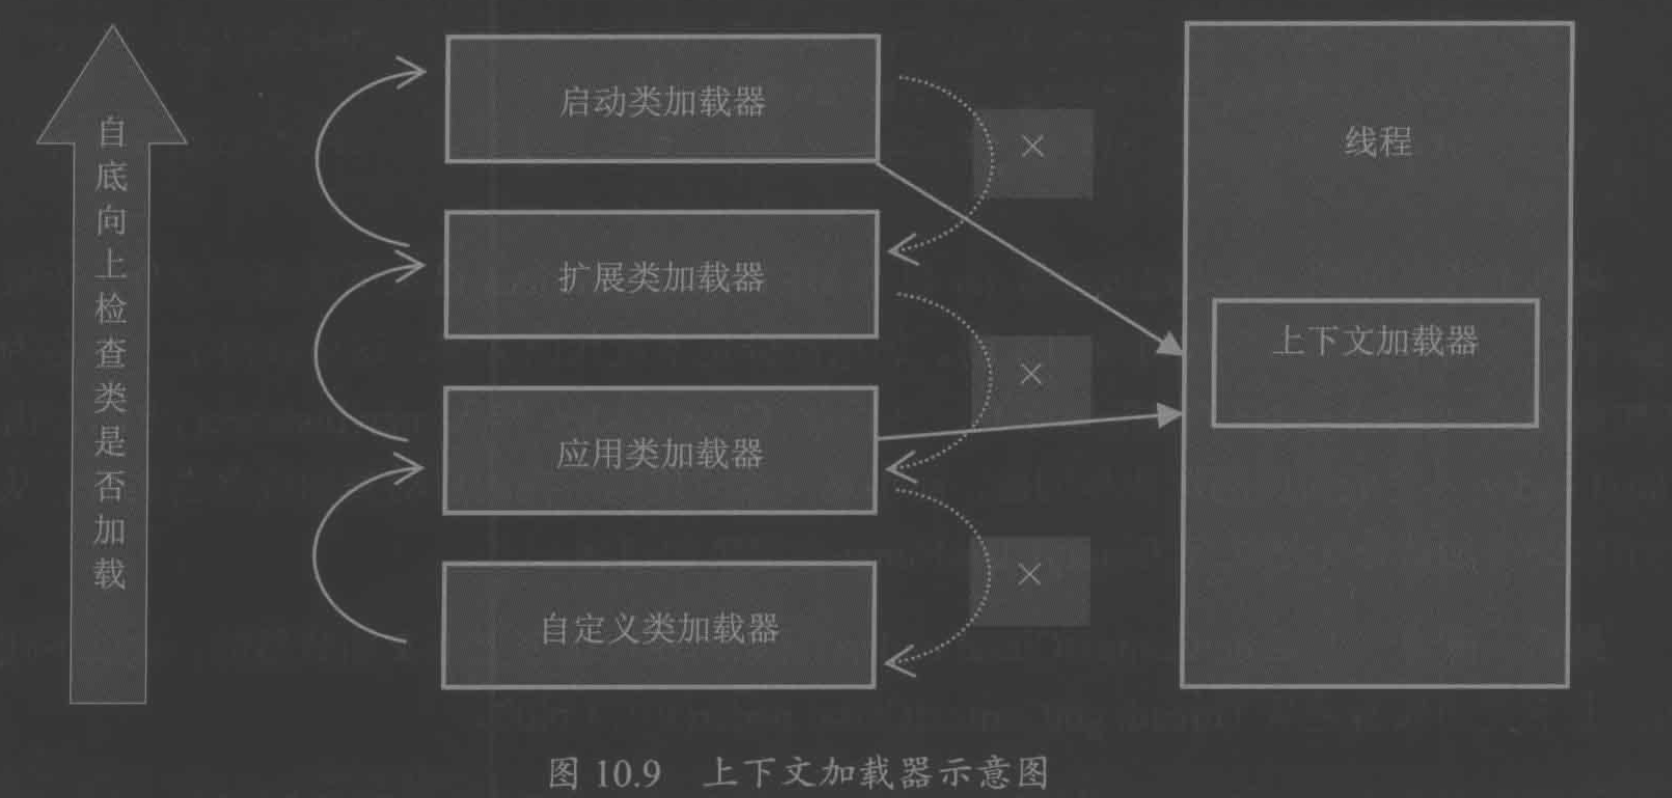 自底向上检查类是否加载
启动类加载器
×
线程
扩展类加载器
上下文加载器
×
应用类加载器
×
自定义类加载器
图 10.9 上下文加载器示意图